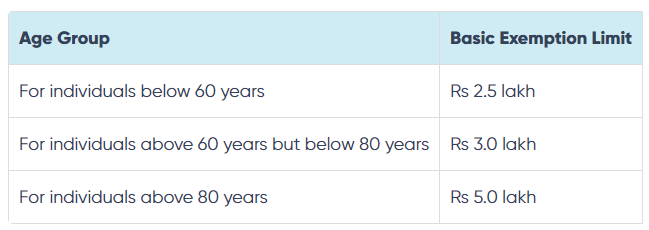 Age Group Basic Exemption Limit
For individuals below 60 years Rs 2.5 lakh
For individuals above 60 years but below 80 years Rs 3.0 lakh
For individuals above 80 years Rs 5.0 lakh